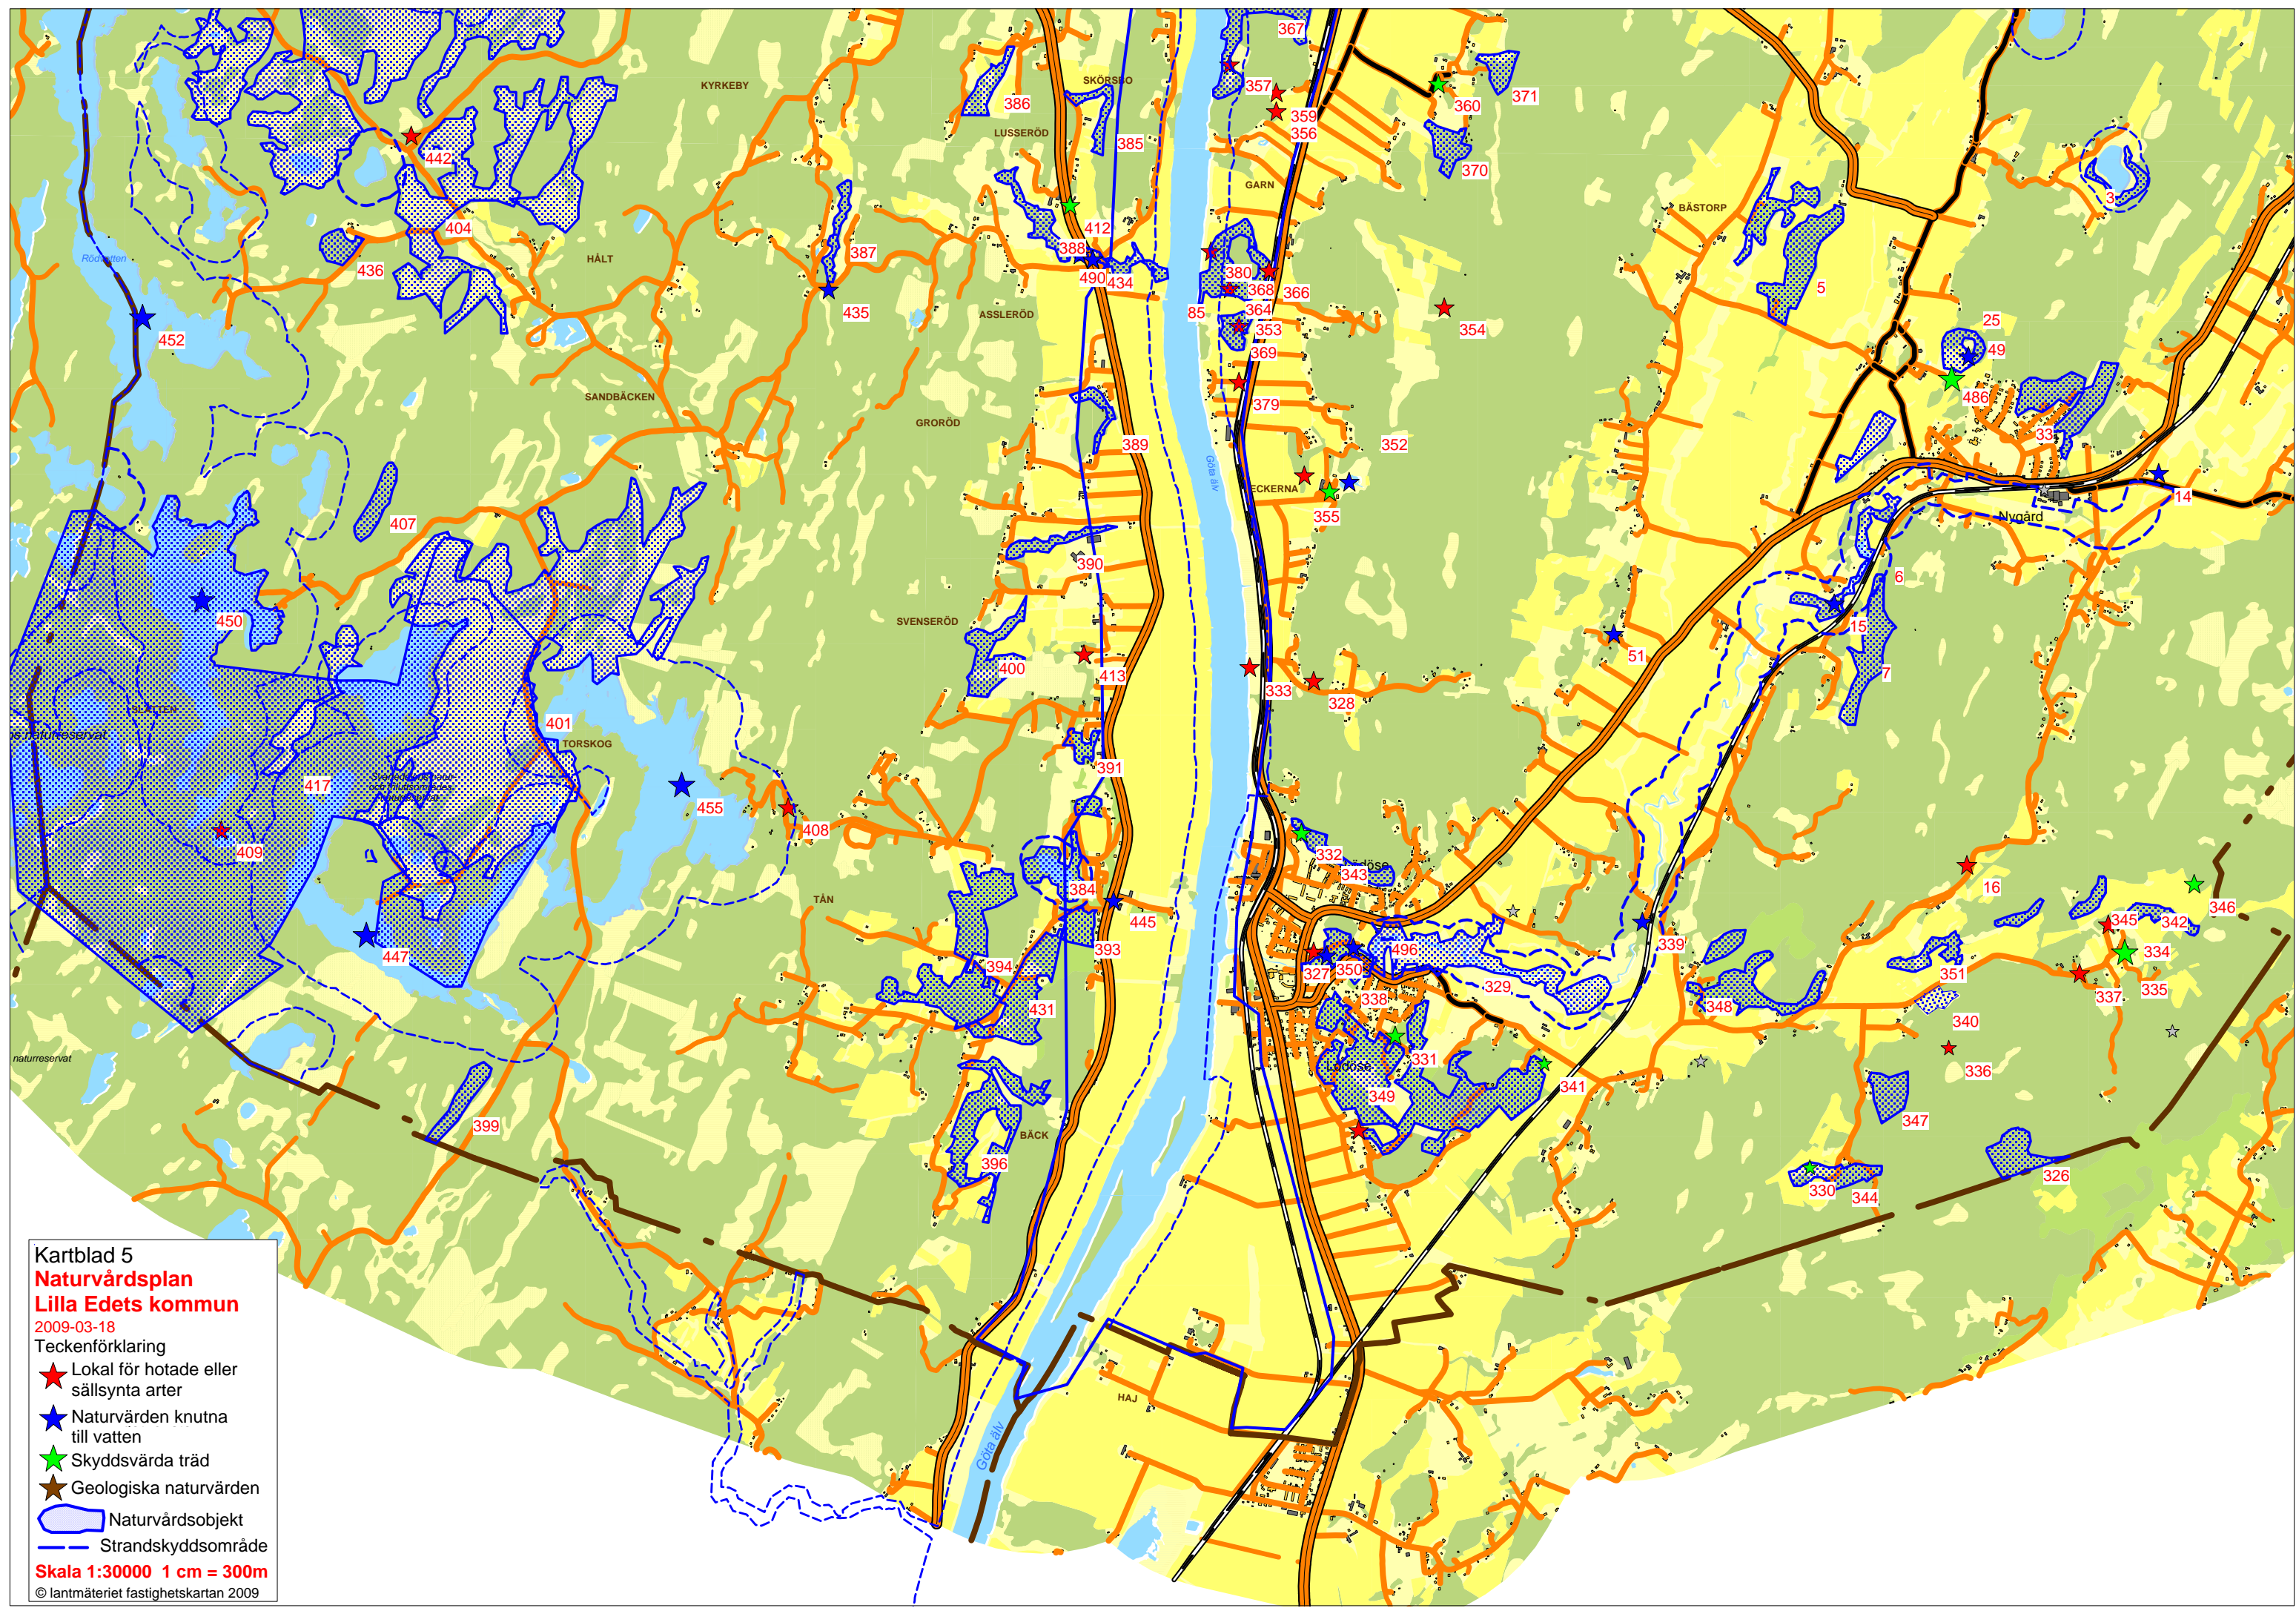 367
SKÖRSBO
KYRKEBY
357
386
360
371
359
LUSSERÖD
356
385
442
370
GARN
3
BÄSTORP
404
412
388
387
HÅLT
Rödvatten
436
380
490
434
5
368
366
435
364
85
ASSLERÖD
354
25
353
452
49
369
SANDBÄCKEN
486
379
GRORÖD
33
389
352
Göta älv
14
407
355
Nygård
390
6
SVENSERÖD
450
15
51
400
7
413
333
328
401
s naturreservat
TORSKOG
391
417
455
408
409
332
Lödöse
343
16
384
TÅN
346
445
345
342
339
393
496
334
447
394
327
350
351
329
335
338
337
431
348
340
naturreservat
331
336
Lödöse
341
349
347
399
BÄCK
396
326
330
344
HAJ
Göta älv
Kartblad 5
Naturvårdsplan
Lilla Edets kommun
2009-03-18
Teckenförklaring
Lokal för hotade eller
sällsynta arter
Naturvärden knutna
till vatten
Skyddsvärda träd
Geologiska naturvärden
Naturvårdsobjekt
Strandskyddsområde
Skala 1:30000 1 cm = 300m
© lantmäteriet fastighetskartan 2009